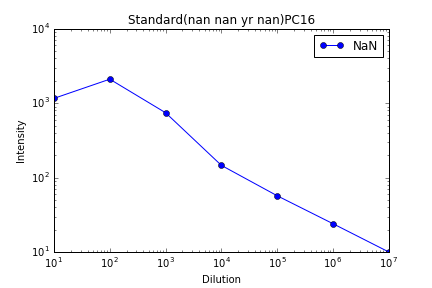 Standard(nan nan yr nan)PC16
NaN
10^4
10^3
10^2
10^1
Intensity
10^1 10^2 10^3 10^4 10^5 10^6 10^7
Dilution